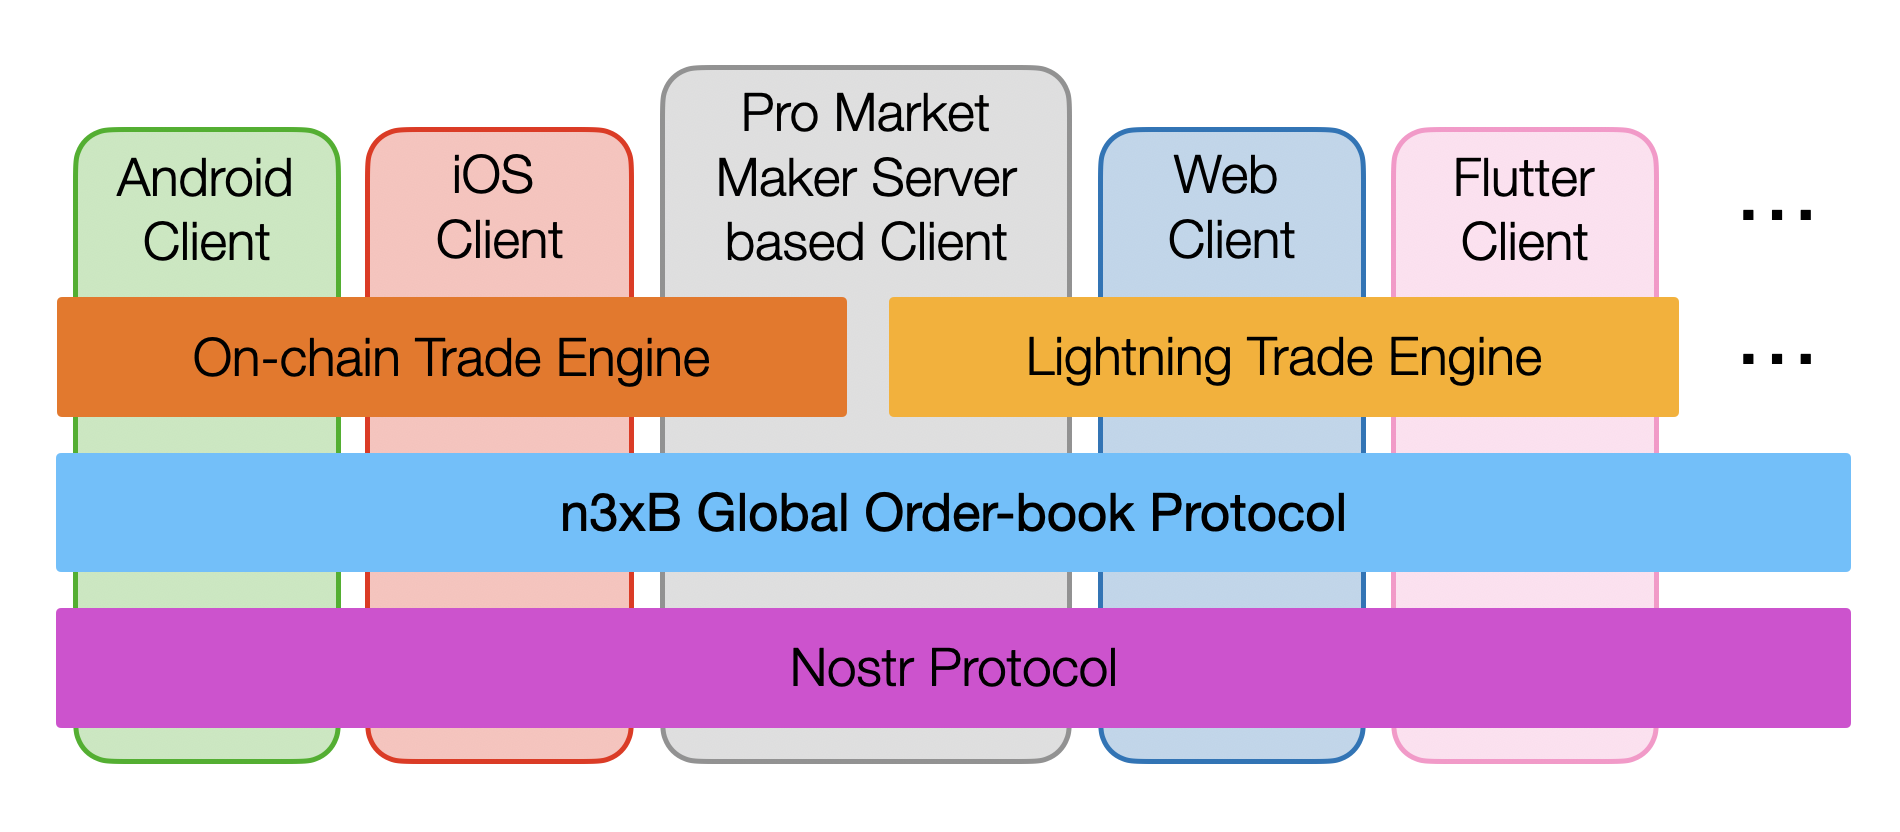 Android
Client
iOS
Client
Pro Market
Maker Server
based Client
Web
Client
Flutter
Client
...
On-chain Trade Engine
Lightning Trade Engine
...
n3xB Global Order-book Protocol
Nostr Protocol